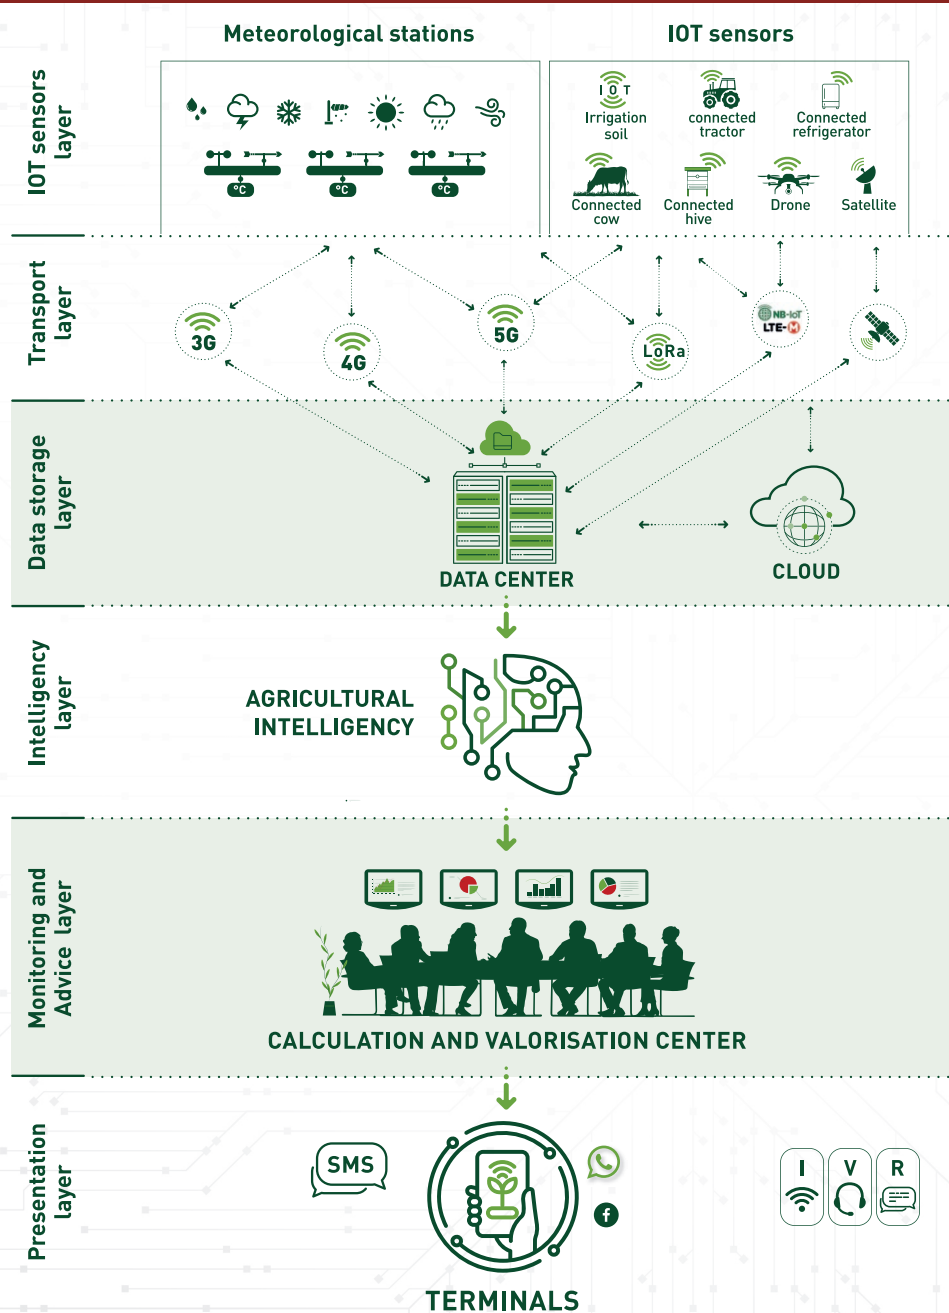 Meteorological stations
IOT sensors
IOT sensors
layer
°C
°C
°C
I O T
Irrigation
soil
connected
tractor
Connected
refrigerator
Connected
cow
Connected
hive
Drone
Satellite
Transport
layer
3G
4G
5G
LoRa
NB-IoT
LTE-M
Data storage
layer
DATA CENTER
CLOUD
Intelligency
layer
AGRICULTURAL
INTELLIGENCY
Monitoring and
Advice layer
CALCULATION AND VALORISATION CENTER
Presentation
layer
SMS
f
I V R
TERMINALS